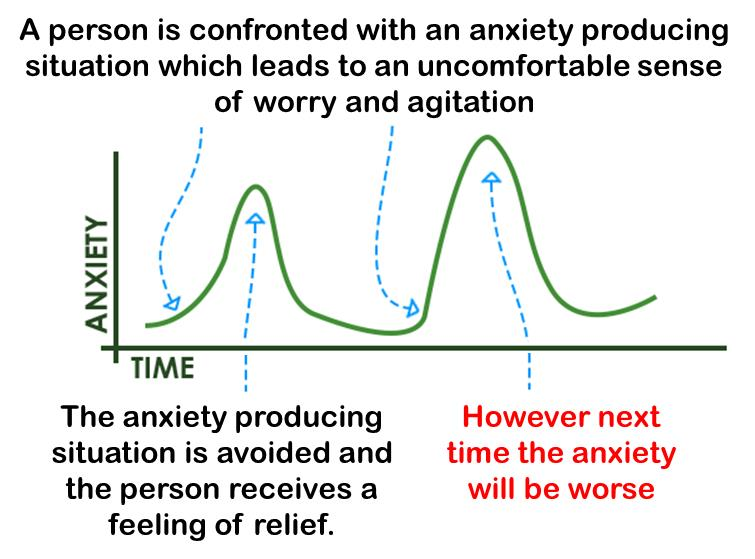 A person is confronted with an anxiety producing
situation which leads to an uncomfortable sense
of worry and agitation
ANXIETY
TIME
The anxiety producing
situation is avoided and
the person receives a
feeling of relief.
However next
time the anxiety
will be worse